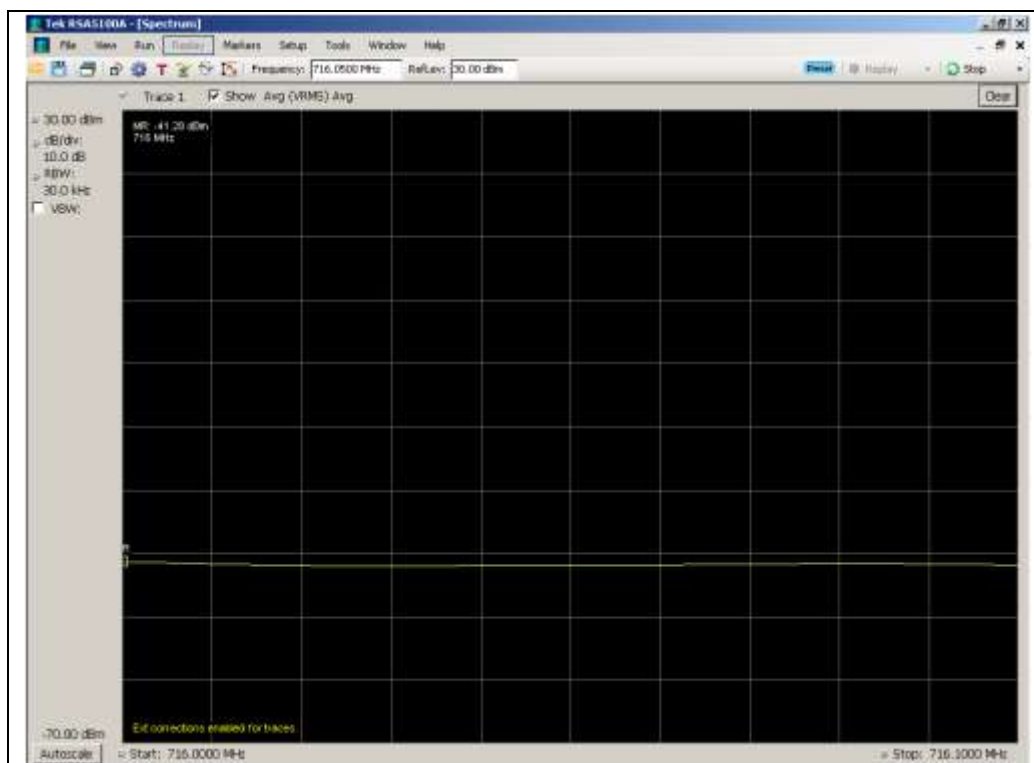 Tek RSA5100A - [Spectrum]
File View Run Replay Markers Setup Tools Window Help
Frequency: 716.0500 MHz RefLev: 30.00 dBm Preset Replay Stop
Trace 1 Show Avg (VRMS) Avg Clear
30.00 dBm
dB/div:
10.0 dB
RBW:
30.0 kHz
VBW:
MR: -41.20 dBm
716 MHz
Ext corrections enabled for traces
-70.00 dBm
Autoscale Start: 716.0000 MHz Stop: 716.1000 MHz